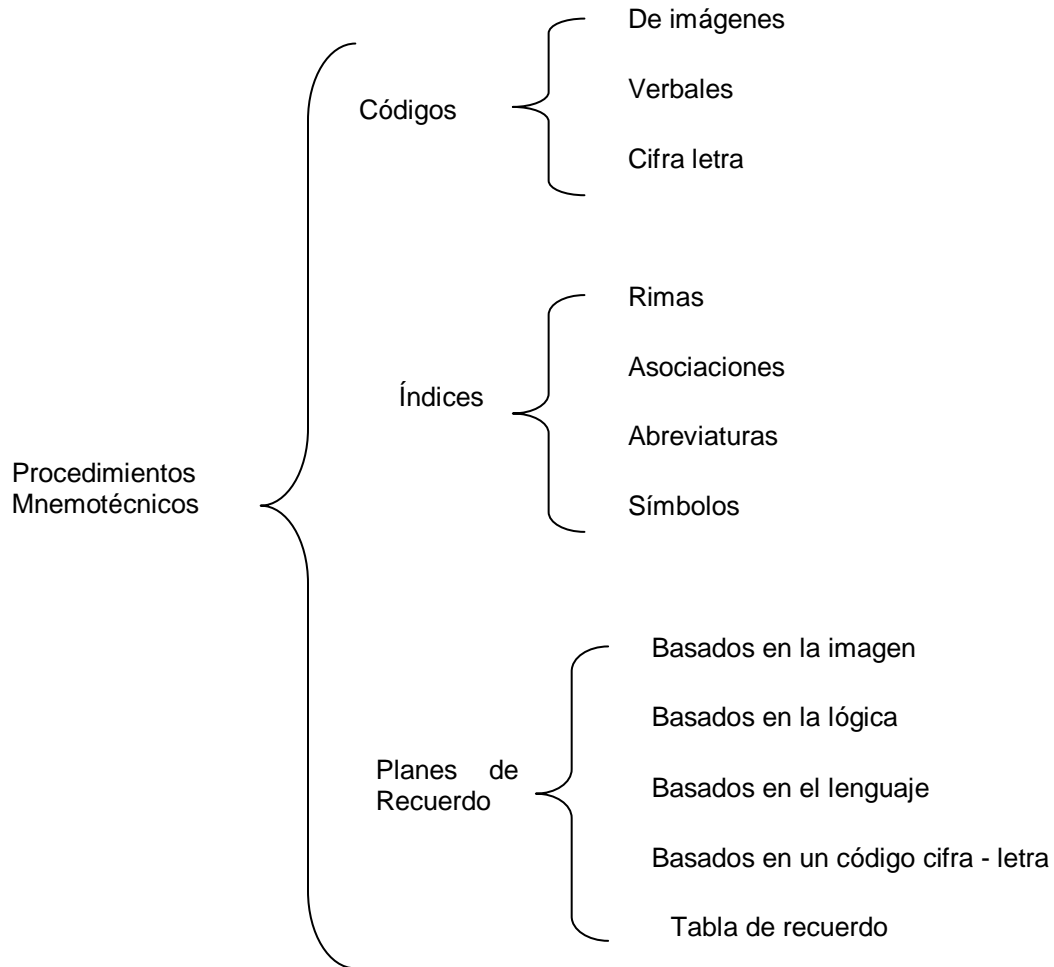 Procedimientos
Mnemotécnicos
Códigos
De imágenes
Verbales
Cifra letra
Índices
Rimas
Asociaciones
Abreviaturas
Símbolos
Planes de
Recuerdo
Basados en la imagen
Basados en la lógica
Basados en el lenguaje
Basados en un código cifra - letra
Tabla de recuerdo